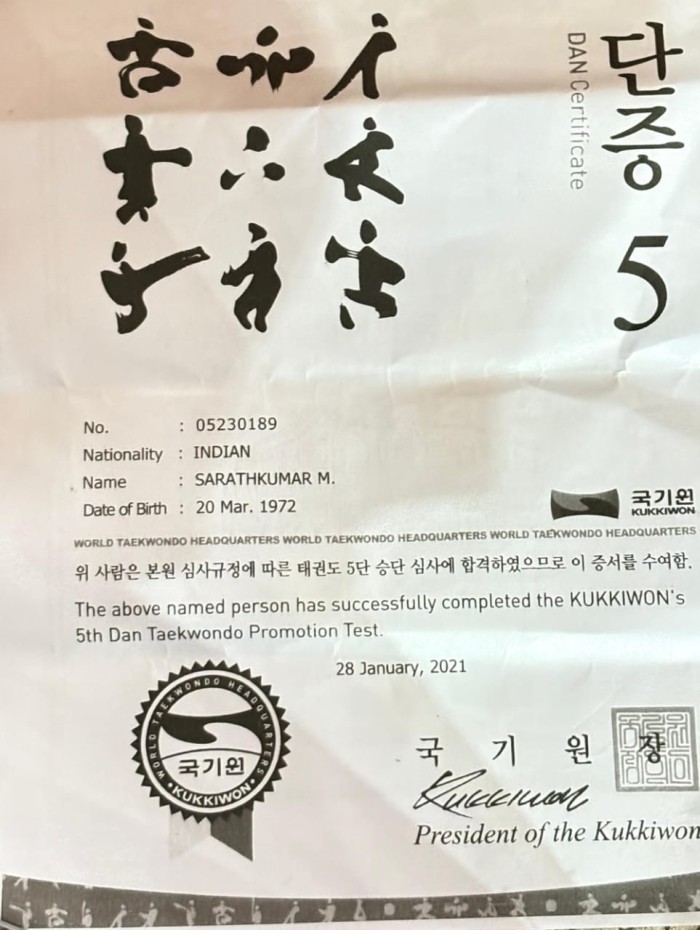 단증
DAN Certificate
5
No. : 05230189
Nationality : INDIAN
Name : SARATHKUMAR M.
Date of Birth : 20 Mar. 1972
국기원
KUKKIWON
WORLD TAEKWONDO HEADQUARTERS WORLD TAEKWONDO HEADQUARTERS WORLD TAEKWONDO HEADQUARTERS
위 사람은 본원 심사규정에 따른 태권도 5단 승단 심사에 합격하였으므로 이 증서를 수여함.
The above named person has successfully completed the KUKKIWON's
5th Dan Taekwondo Promotion Test.
28 January, 2021
WORLD TAEKWONDO HEADQUARTERS
국기원
• KUKKIWON •
국 기 원 장
Kukkiwon
President of the Kukkiwon